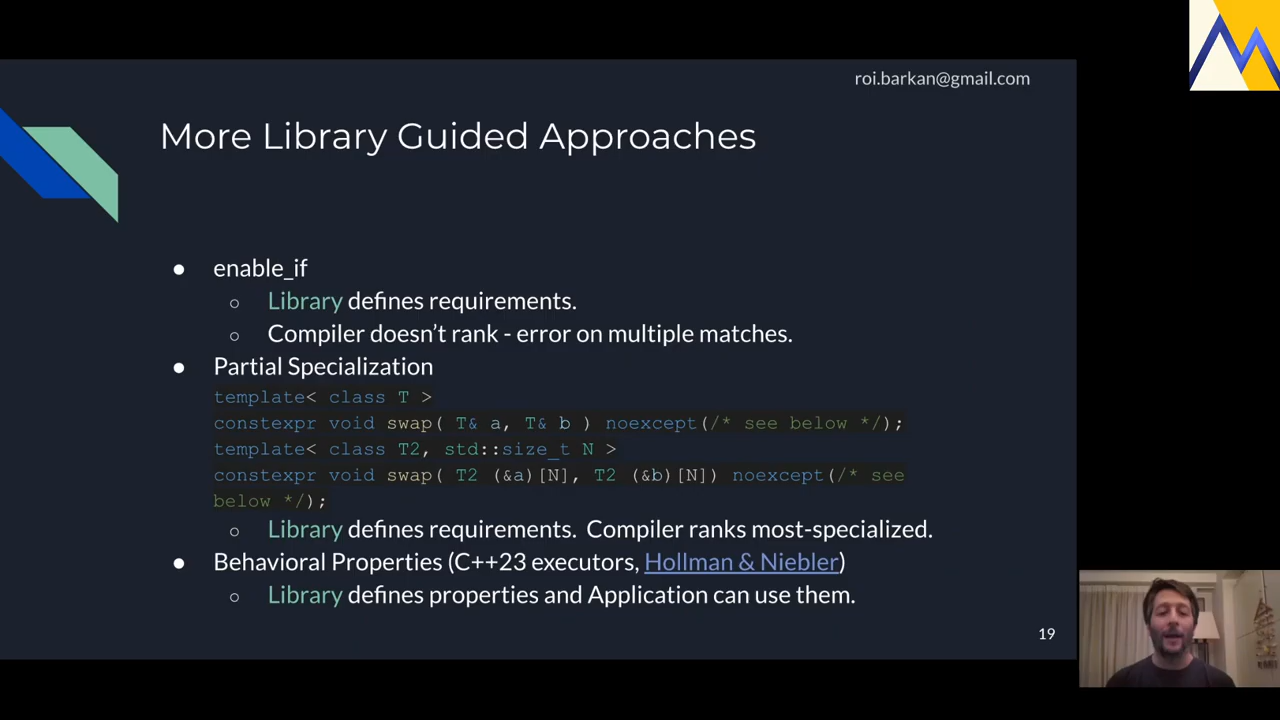 roi.barkan@gmail.com
More Library Guided Approaches
● enable_if
○ Library defines requirements.
○ Compiler doesn’t rank - error on multiple matches.
● Partial Specialization
template< class T >
constexpr void swap( T& a, T& b ) noexcept(/* see below */);
template< class T2, std::size_t N >
constexpr void swap( T2 (&a)[N], T2 (&b)[N]) noexcept(/* see
below */);
○ Library defines requirements.  Compiler ranks most-specialized.
● Behavioral Properties (C++23 executors, Hollman & Niebler)
○ Library defines properties and Application can use them.
19